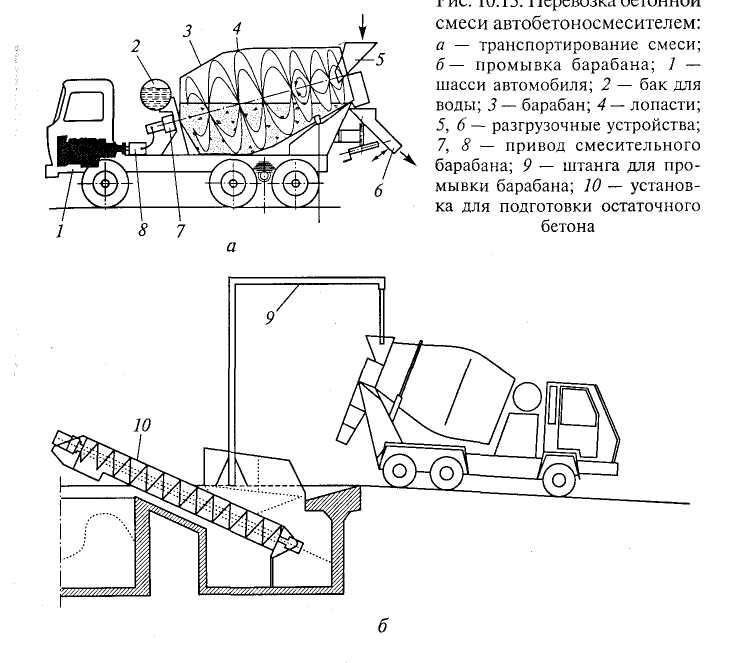 Рис. 10.15. Перевозка бетонной
смеси автобетоносмесителем:
а — транспортирование смеси;
б — промывка барабана; 1 —
шасси автомобиля; 2 — бак для
воды; 3 — барабан; 4 — лопасти;
5, 6 — разгрузочные устройства;
7, 8 — привод смесительного
барабана; 9 — штанга для про-
мывки барабана; 10 — установ-
ка для подготовки остаточного
бетона
3
4
2
5
6
1
8
7
а
9
10
б